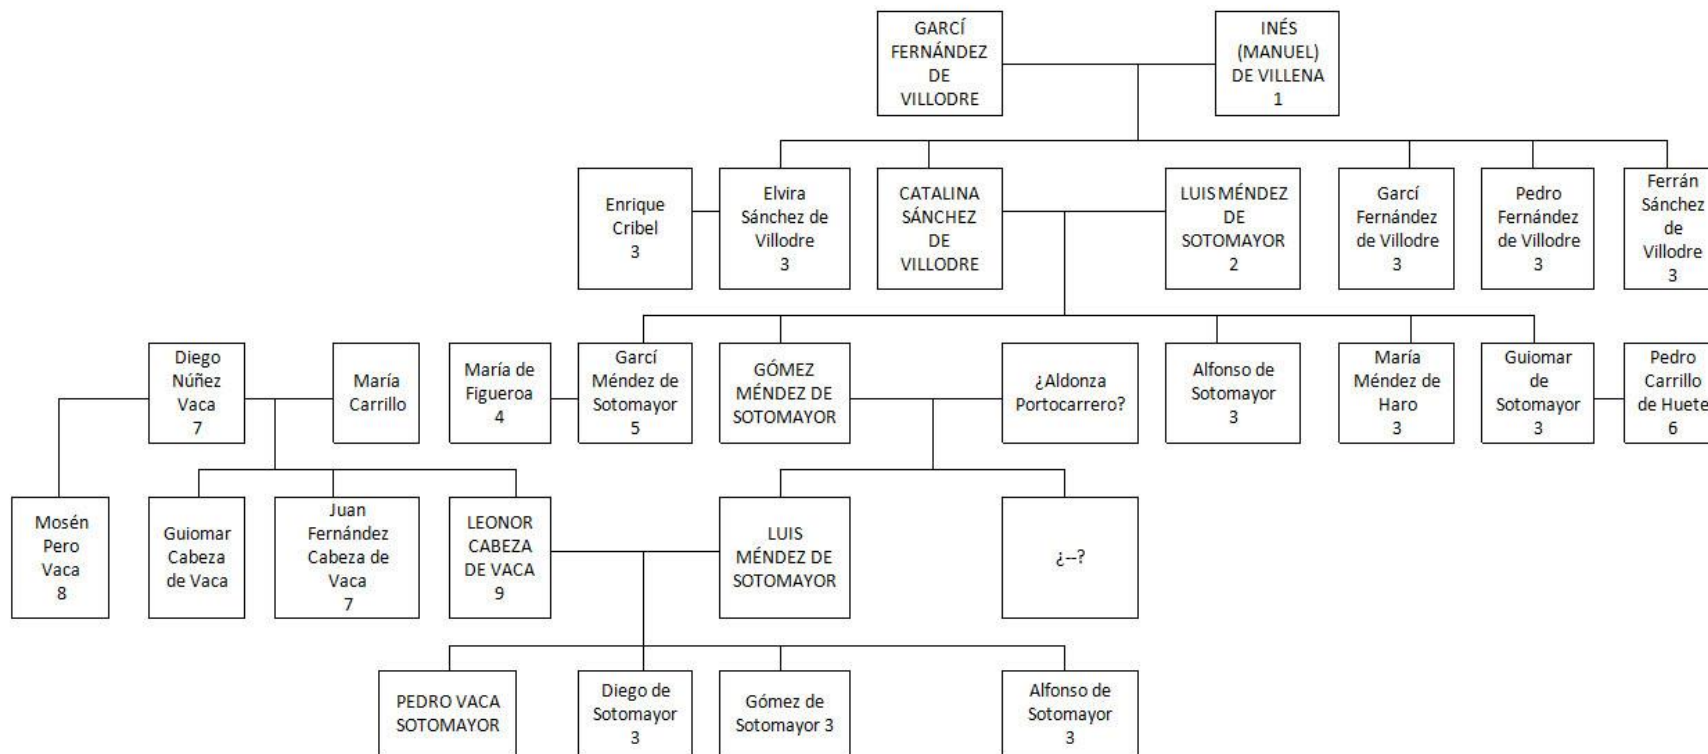 GARCÍ
FERNÁNDEZ
DE
VILLODRE
INÉS
(MANUEL)
DE VILLENA
1
Enrique
Cribel
3
Elvira
Sánchez de
Villodre
3
CATALINA
SÁNCHEZ
DE
VILLODRE
LUIS MÉNDEZ
DE
SOTOMAYOR
2
Garcí
Fernández
de Villodre
3
Pedro
Fernández
de Villodre
3
Ferrán
Sánchez
de
Villodre
3
Diego
Núñez
Vaca
7
María
Carrillo
María de
Figueroa
4
Garcí
Méndez de
Sotomayor
5
GÓMEZ
MÉNDEZ DE
SOTOMAYOR
¿Aldonza
Portocarrero?
Alfonso de
Sotomayor
3
María
Méndez de
Haro
3
Guiomar
de
Sotomayor
3
Pedro
Carrillo
de Huete
6
Mosén
Pero
Vaca
8
Guiomar
Cabeza
de Vaca
Juan
Fernández
Cabeza de
Vaca
7
LEONOR
CABEZA
DE VACA
9
LUIS
MÉNDEZ DE
SOTOMAYOR
¿--?
PEDRO VACA
SOTOMAYOR
Diego de
Sotomayor
3
Gómez de
Sotomayor 3
Alfonso de
Sotomayor
3